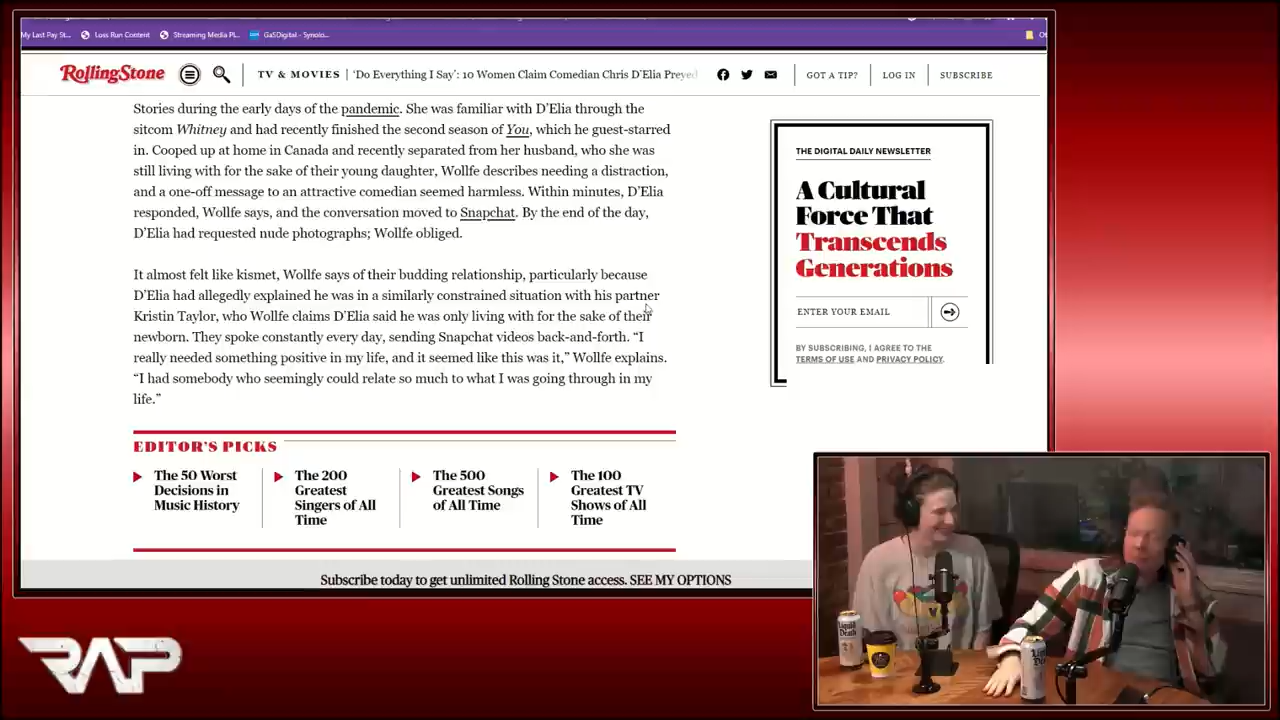 My Last Pay St...
Loss Run Content
Streaming Media Pl...
GaSDigital - Synolo...
RollingStone
TV & MOVIES
'Do Everything I Say': 10 Women Claim Comedian Chris D'Elia Preyed
GOT A TIP?
LOG IN
SUBSCRIBE
Stories during the early days of the pandemic. She was familiar with D'Elia through the
sitcom Whitney and had recently finished the second season of You, which he guest-starred
in. Cooped up at home in Canada and recently separated from her husband, who she was
still living with for the sake of their young daughter, Wollfe describes needing a distraction,
and a one-off message to an attractive comedian seemed harmless. Within minutes, D'Elia
responded, Wollfe says, and the conversation moved to Snapchat. By the end of the day,
D'Elia had requested nude photographs; Wollfe obliged.
It almost felt like kismet, Wollfe says of their budding relationship, particularly because
D'Elia had allegedly explained he was in a similarly constrained situation with his partner
Kristin Taylor, who Wollfe claims D'Elia said he was only living with for the sake of their
newborn. They spoke constantly every day, sending Snapchat videos back-and-forth. “I
really needed something positive in my life, and it seemed like this was it,” Wollfe explains.
“I had somebody who seemingly could relate so much to what I was going through in my
life.”
THE DIGITAL DAILY NEWSLETTER
A Cultural
Force That
Transcends
Generations
ENTER YOUR EMAIL
BY SUBSCRIBING, I AGREE TO THE
TERMS OF USE AND PRIVACY POLICY.
EDITOR'S PICKS
The 50 Worst
Decisions in
Music History
The 200
Greatest
Singers of All
Time
The 500
Greatest Songs
of All Time
The 100
Greatest TV
Shows of All
Time
Subscribe today to get unlimited Rolling Stone access. SEE MY OPTIONS
RAP
Liquid
Death